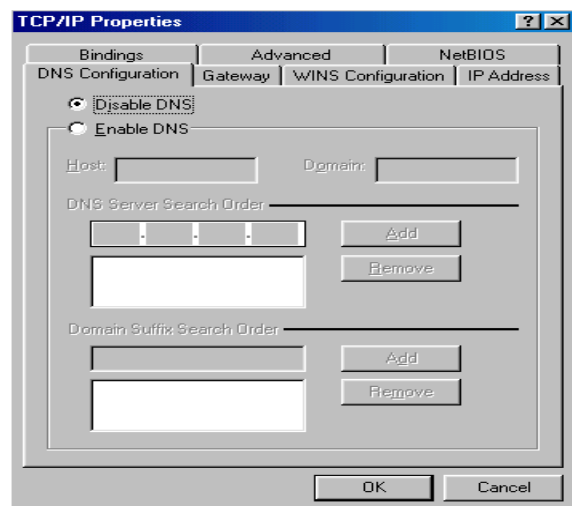 TCP/IP Properties
Bindings Advanced NetBIOS
DNS Configuration Gateway WINS Configuration IP Address
Disable DNS
Enable DNS
Host: Domain:
DNS Server Search Order
Add
Remove
Domain Suffix Search Order
Add
Remove
OK Cancel